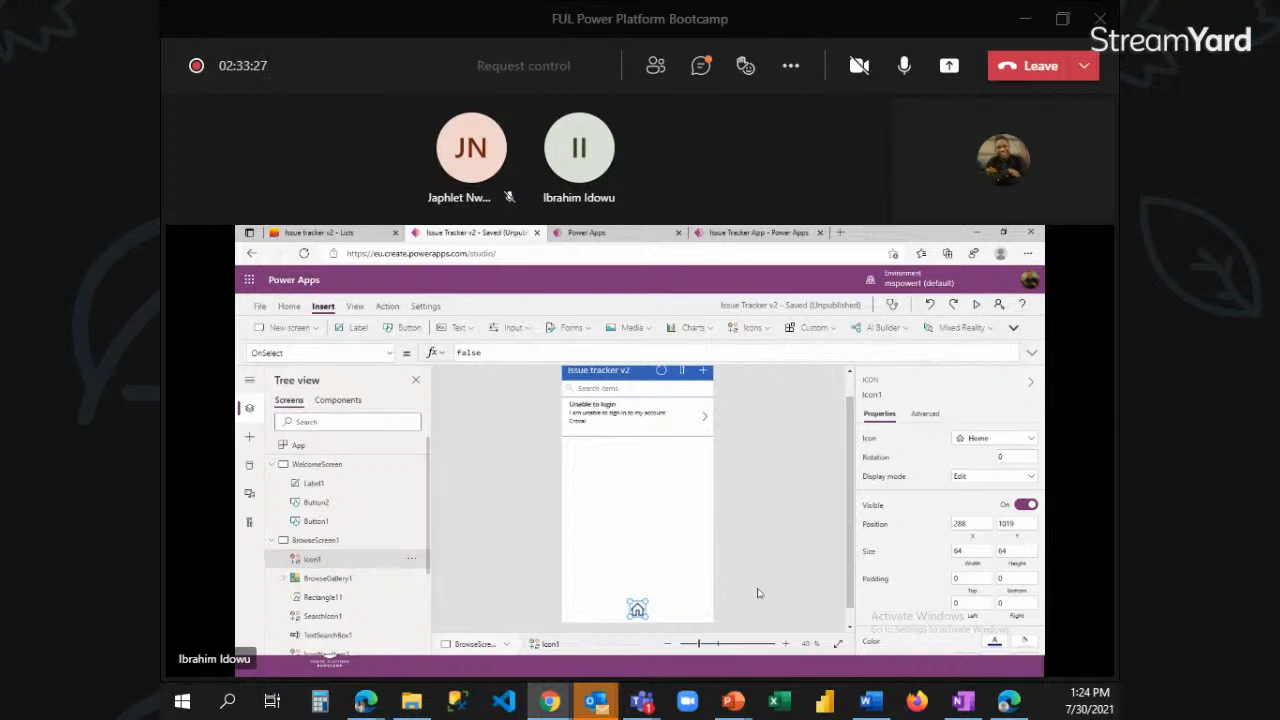 FUL Power Platform Bootcamp
StreamYard
02:33:27
Request control
Leave
JN
II
Japhlet Nw...
Ibrahim Idowu
Issue tracker v2 - Lists
Issue Tracker v2 - Saved (Unpubl
Power Apps
Issue Tracker App - Power Apps
https://eu.create.powerapps.com/studio/
Power Apps
Environment
mspowert (default)
File
Home
Insert
View
Action
Settings
Issue Tracker v2 - Saved (Unpublished)
New screen
Label
Button
Text
Input
Forms
Media
Charts
Icons
Custom
AI Builder
Mixed Reality
OnSelect
=
fx
false
Tree view
Screens
Components
Search
App
WelcomeScreen
Label1
Button2
Button1
BrowseScreen1
Icon1
BrowseGallery1
Rectangle11
SearchIcon1
TextSearchBox1
Issue tracker v2
Search items
Unable to login
I am unable to sign in to my account
Critical
ICON
Icon1
Properties
Advanced
Icon
Home
Rotation
0
Display mode
Edit
Visible
On
Position
288
1019
X
Y
Size
64
64
Width
Height
Padding
0
0
Top
Bottom
0
0
Left
Right
Color
Activate Windows
Go to Settings to activate Windows.
BrowseScre...
Icon1
40 %
Ibrahim Idowu
POWER PLATFORM
BOOTCAMP
1:24 PM
7/30/2021